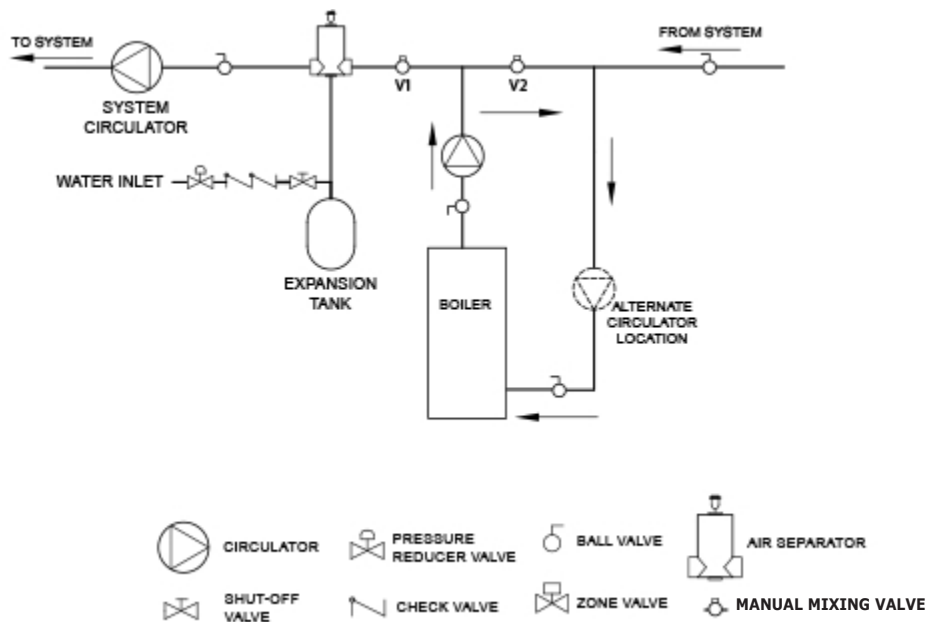 TO SYSTEM
FROM SYSTEM
V1
V2
SYSTEM
CIRCULATOR
WATER INLET
EXPANSION
TANK
BOILER
ALTERNATE
CIRCULATOR
LOCATION
CIRCULATOR
PRESSURE
REDUCER VALVE
BALL VALVE
AIR SEPARATOR
SHUT-OFF
VALVE
CHECK VALVE
ZONE VALVE
MANUAL MIXING VALVE